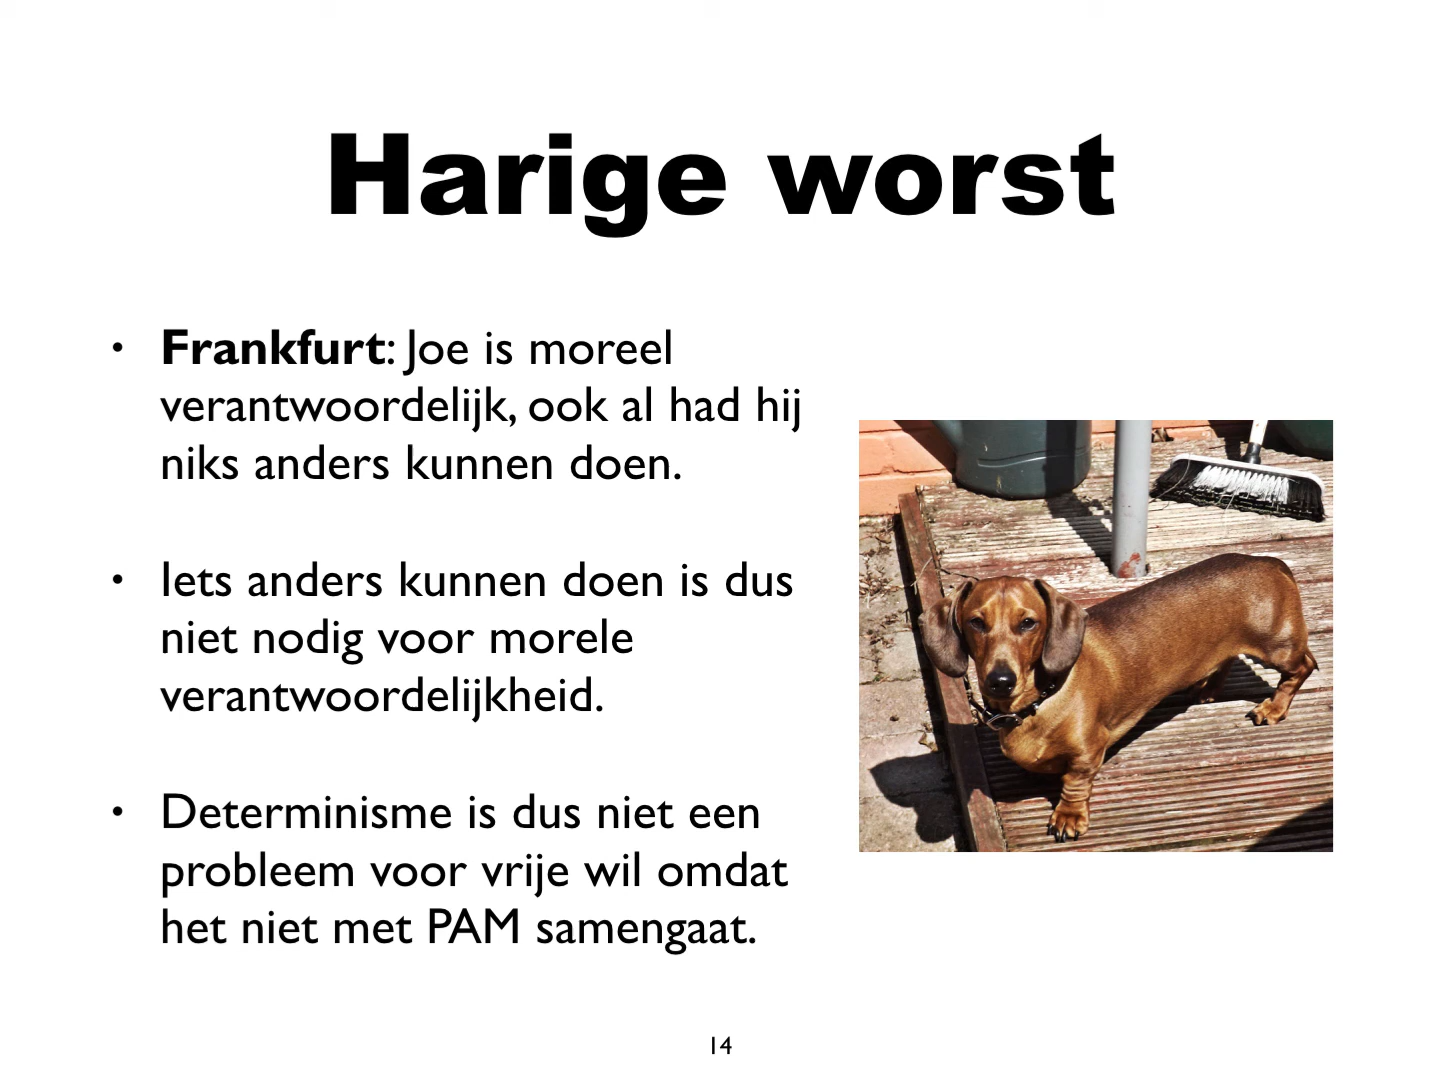 Harige worst
• Frankfurt: Joe is moreel
verantwoordelijk, ook al had hij
niks anders kunnen doen.
• Iets anders kunnen doen is dus
niet nodig voor morele
verantwoordelijkheid.
• Determinisme is dus niet een
probleem voor vrije wil omdat
het niet met PAM samengaat.
14